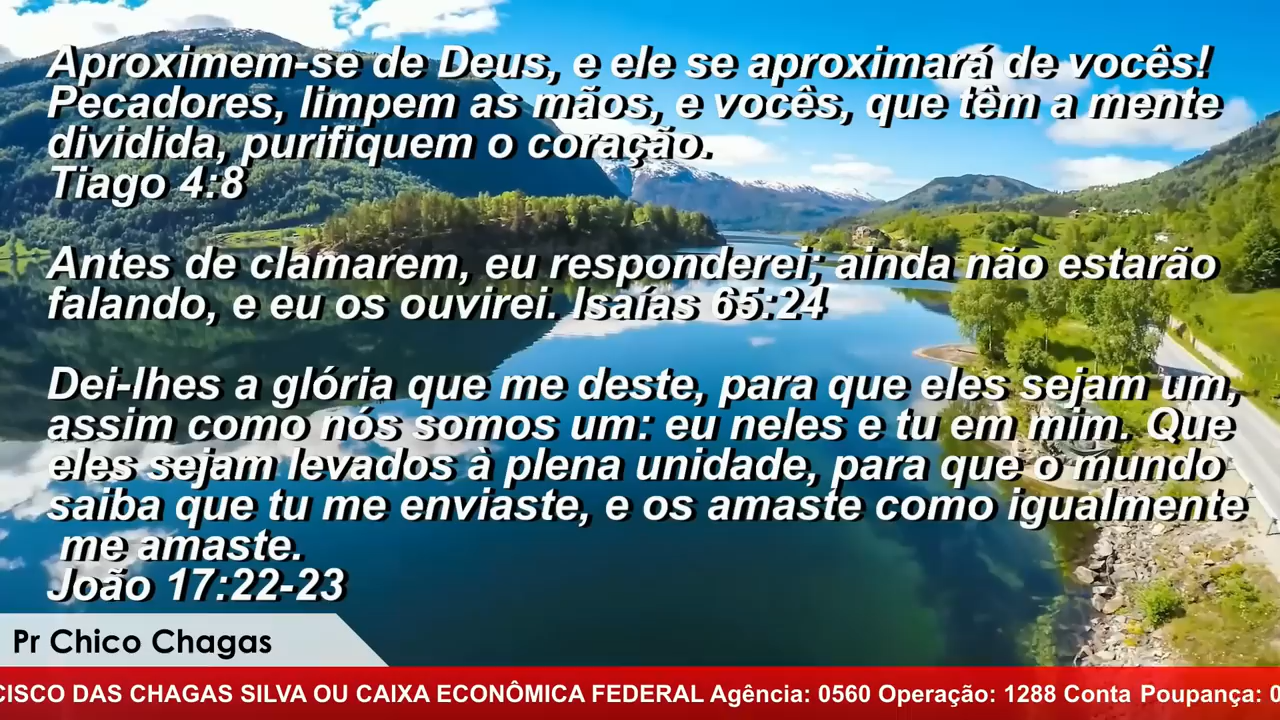 Aproximem-se de Deus, e ele se aproximará de vocês!
Pecadores, limpem as mãos, e vocês, que têm a mente
dividida, purifiquem o coração.
Tiago 4:8
Antes de clamarem, eu responderei; ainda não estarão
falando, e eu os ouvirei. Isaías 65:24
Dei-lhes a glória que me deste, para que eles sejam um,
assim como nós somos um: eu neles e tu em mim. Que
eles sejam levados à plena unidade, para que o mundo
saiba que tu me enviaste, e os amaste como igualmente
me amaste.
João 17:22-23
Pr Chico Chagas
CISCO DAS CHAGAS SILVA OU CAIXA ECONÔMICA FEDERAL Agência: 0560 Operação: 1288 Conta Poupança: 0